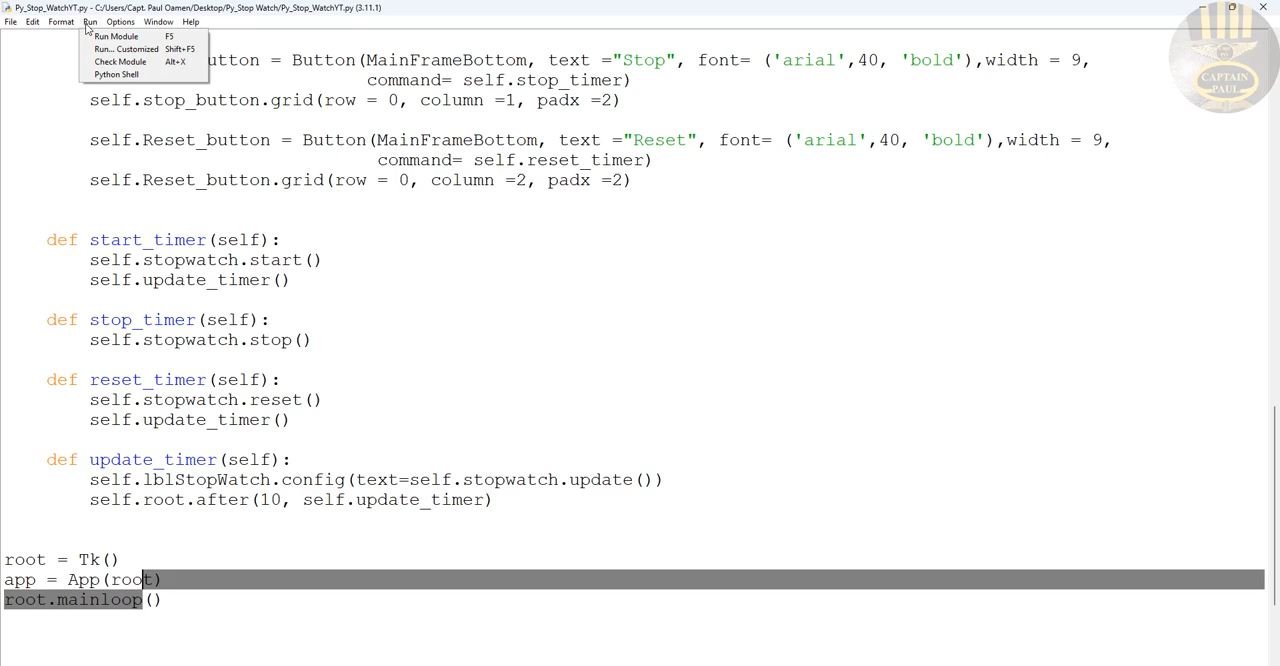 Py_Stop_WatchYT.py - C:/Users/Capt. Paul Oamen/Desktop/Py_Stop Watch/Py_Stop_WatchYT.py (3.11.1)
File Edit Format Run Options Window Help
Run Module F5
Run... Customized Shift+F5
Check Module Alt+X
Python Shell
utton = Button(MainFrameBottom, text ="Stop", font= ('arial',40, 'bold'),width = 9,
command= self.stop_timer)
self.stop_button.grid(row = 0, column =1, padx =2)
self.Reset_button = Button(MainFrameBottom, text ="Reset", font= ('arial',40, 'bold'),width = 9,
command= self.reset_timer)
self.Reset_button.grid(row = 0, column =2, padx =2)
def start_timer(self):
self.stopwatch.start()
self.update_timer()
def stop_timer(self):
self.stopwatch.stop()
def reset_timer(self):
self.stopwatch.reset()
self.update_timer()
def update_timer(self):
self.lblStopWatch.config(text=self.stopwatch.update())
self.root.after(10, self.update_timer)
root = Tk()
app = App(root)
root.mainloop()
CAPTAIN
PAUL